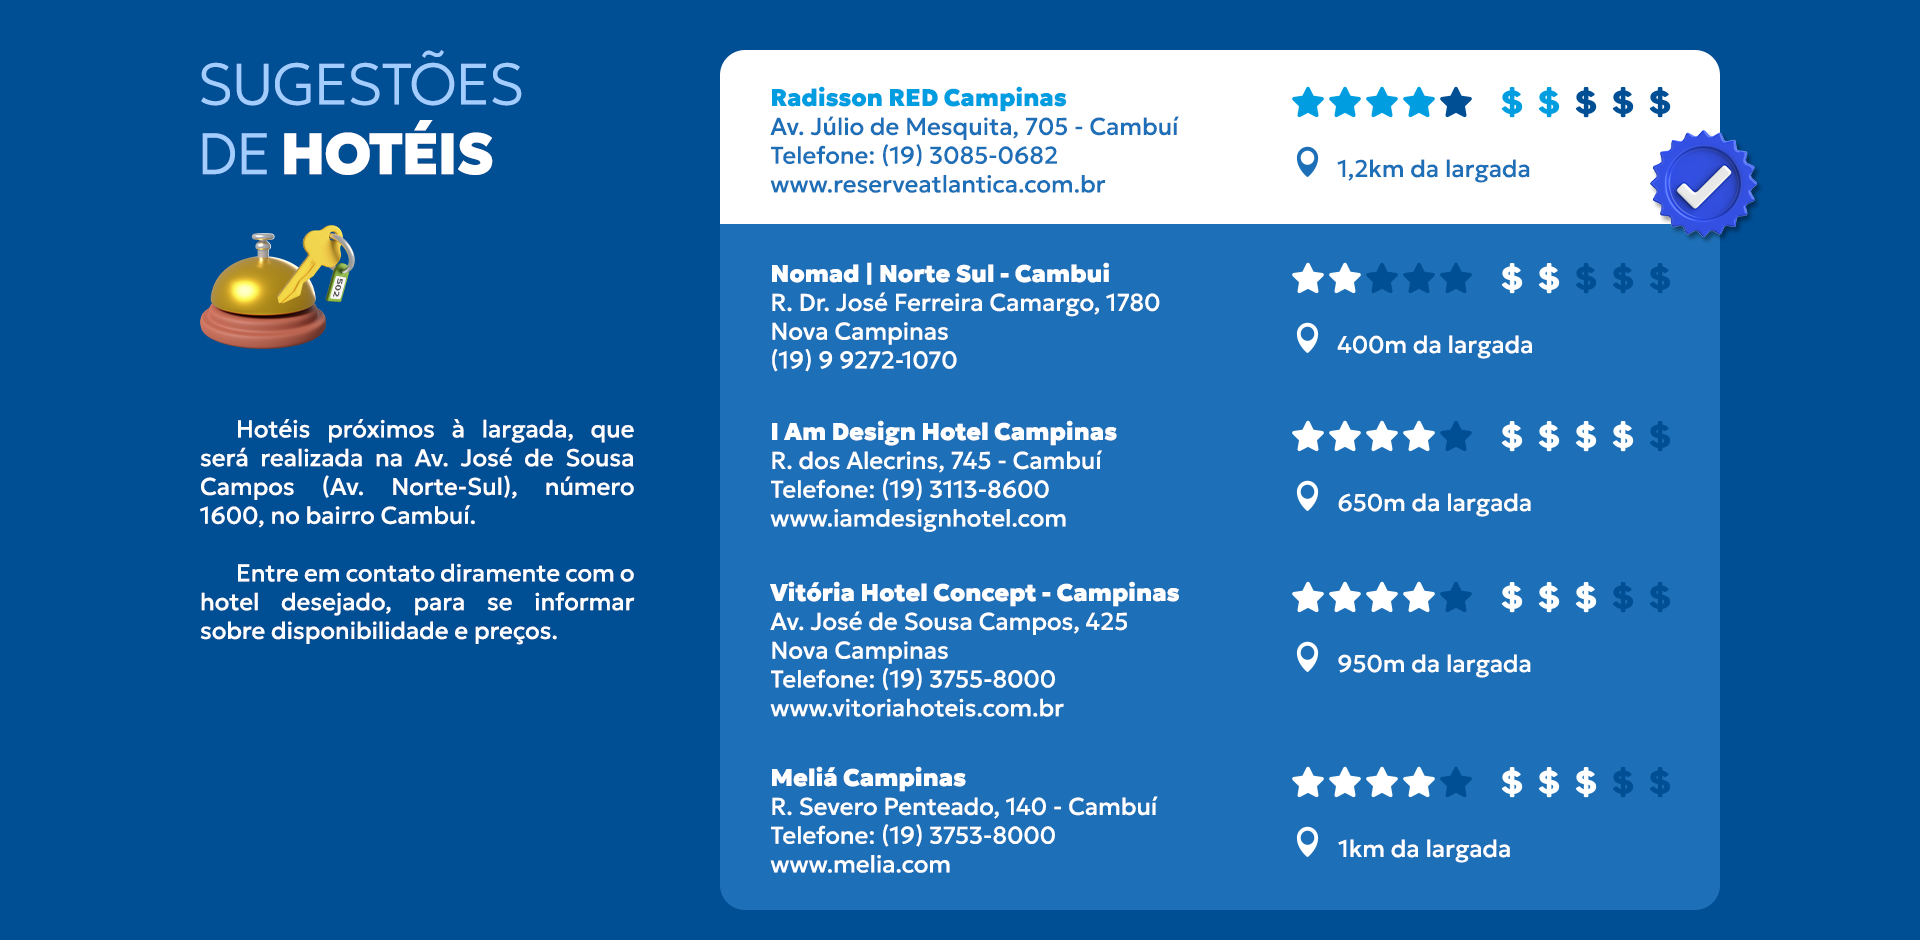 SUGESTÕES
DE HOTÉIS
502
Hotéis próximos à largada, que
será realizada na Av. José de Sousa
Campos (Av. Norte-Sul), número
1600, no bairro Cambuí.
Entre em contato diramente com o
hotel desejado, para se informar
sobre disponibilidade e preços.
Radisson RED Campinas
Av. Júlio de Mesquita, 705 - Cambuí
Telefone: (19) 3085-0682
www.reserveatlantica.com.br
$ $ $ $ $
1,2km da largada
Nomad | Norte Sul - Cambui
R. Dr. José Ferreira Camargo, 1780
Nova Campinas
(19) 9 9272-1070
$ $ $ $ $
400m da largada
I Am Design Hotel Campinas
R. dos Alecrins, 745 - Cambuí
Telefone: (19) 3113-8600
www.iamdesignhotel.com
$ $ $ $ $
650m da largada
Vitória Hotel Concept - Campinas
Av. José de Sousa Campos, 425
Nova Campinas
Telefone: (19) 3755-8000
www.vitoriahoteis.com.br
$ $ $ $ $
950m da largada
Meliá Campinas
R. Severo Penteado, 140 - Cambuí
Telefone: (19) 3753-8000
www.melia.com
$ $ $ $ $
1km da largada